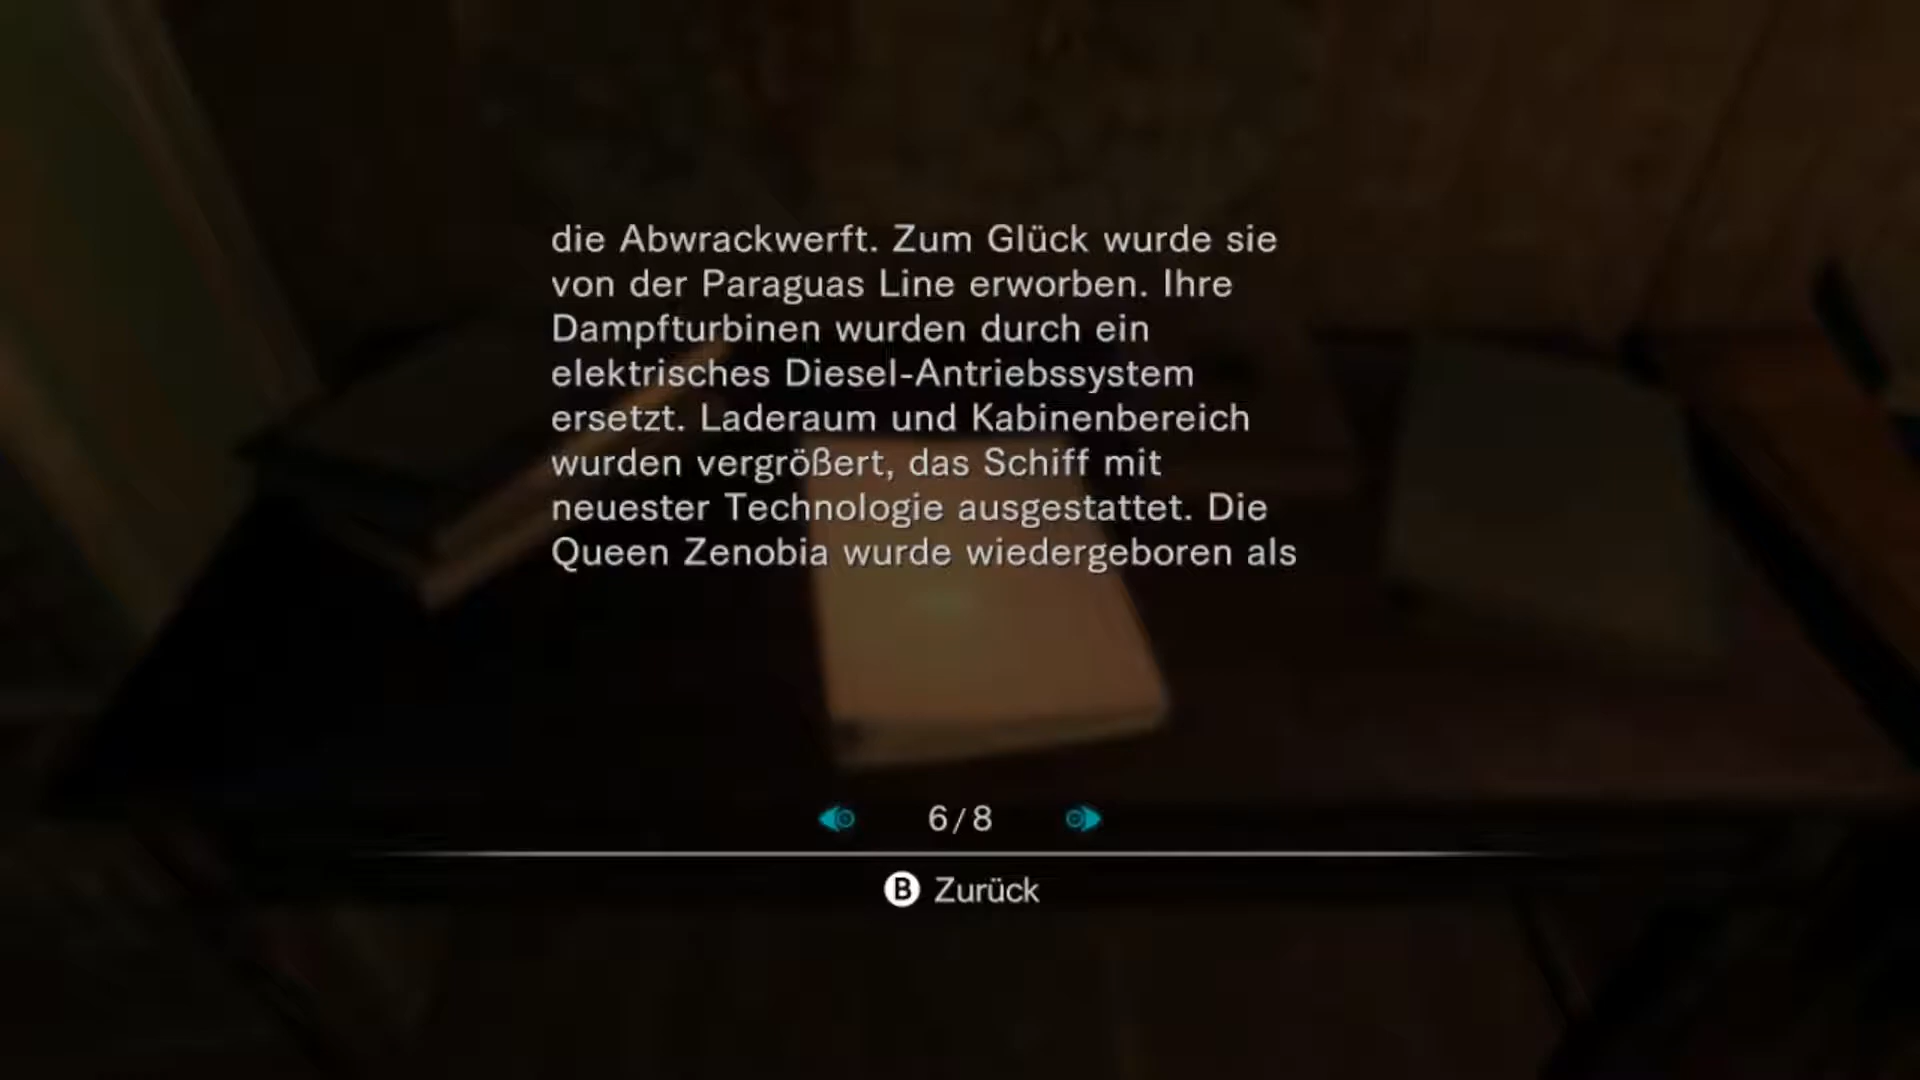 die Abwrackwerft. Zum Glück wurde sie
von der Paraguas Line erworben. Ihre
Dampfturbinen wurden durch ein
elektrisches Diesel-Antriebssystem
ersetzt. Laderaum und Kabinenbereich
wurden vergrößert, das Schiff mit
neuester Technologie ausgestattet. Die
Queen Zenobia wurde wiedergeboren als
6/8
B Zurück